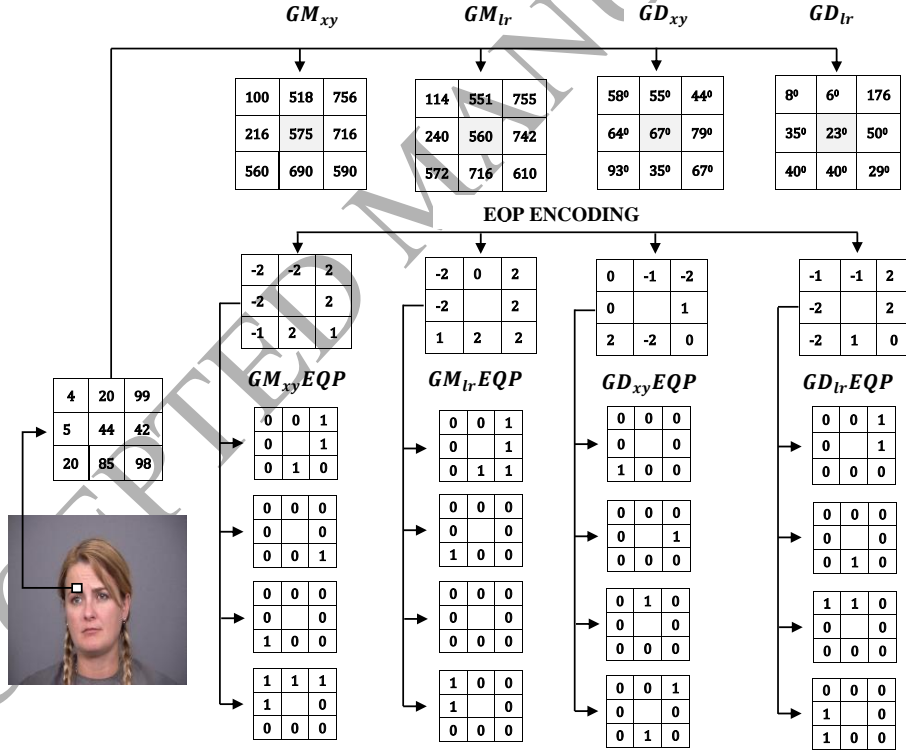 GMxy GMlr GDxy GDlr
100 518 756 114 551 755 58⁰ 55⁰ 44⁰ 8⁰ 6⁰ 176
216 575 716 240 560 742 64⁰ 67⁰ 79⁰ 35⁰ 23⁰ 50⁰
560 690 590 572 716 610 93⁰ 35⁰ 67⁰ 40⁰ 40⁰ 29⁰
EOP ENCODING
-2 -2 2 -2 0 2 0 -1 -2 -1 -1 2
-2 2 -2 2 0 1 -2 2
-1 2 1 1 2 2 2 -2 0 -2 1 0
GMxyEQP GMlrEQP GDxyEQP GDlrEQP
4 20 99
5 44 42
20 85 98
0 0 1 0 0 1 0 0 0 0 0 1
0 1 0 1 0 0 0 1
0 1 0 0 1 1 1 0 0 0 0 0
0 0 0 0 0 0 0 0 0 0 0 0
0 0 0 0 0 1 0 0
0 0 1 1 0 0 0 0 0 0 1 0
0 0 0 0 0 0 0 1 0 1 1 0
0 0 0 0 0 0 0 0
1 0 0 0 0 0 0 0 0 0 0 0
1 1 1 1 0 0 0 0 1 0 0 0
1 0 1 0 0 0 1 0
0 0 0 0 0 0 0 1 0 1 0 0